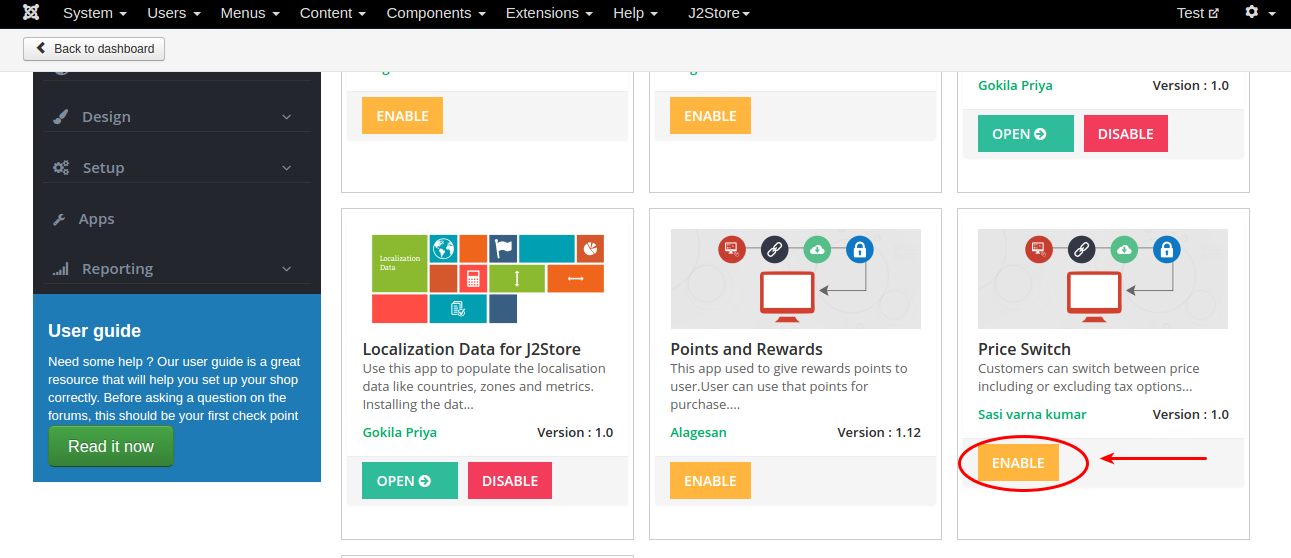 System Users Menus Content Components Extensions Help J2Store Test
Back to dashboard
Design
Setup
Apps
Reporting
User guide
Need some help ? Our user guide is a great
resource that will help you set up your shop
correctly. Before asking a question on the
forums, this should be your first check point
Read it now
ENABLE
ENABLE
Gokila Priya Version : 1.0
OPEN DISABLE
Localization
Data
Localization Data for J2Store
Use this app to populate the localisation
data like countries, zones and metrics.
Installing the dat...
Gokila Priya Version : 1.0
OPEN DISABLE
Points and Rewards
This app used to give rewards points to
user.User can use that points for
purchase....
Alagesan Version : 1.12
ENABLE
Price Switch
Customers can switch between price
including or excluding tax options...
Sasi varna kumar Version : 1.0
ENABLE